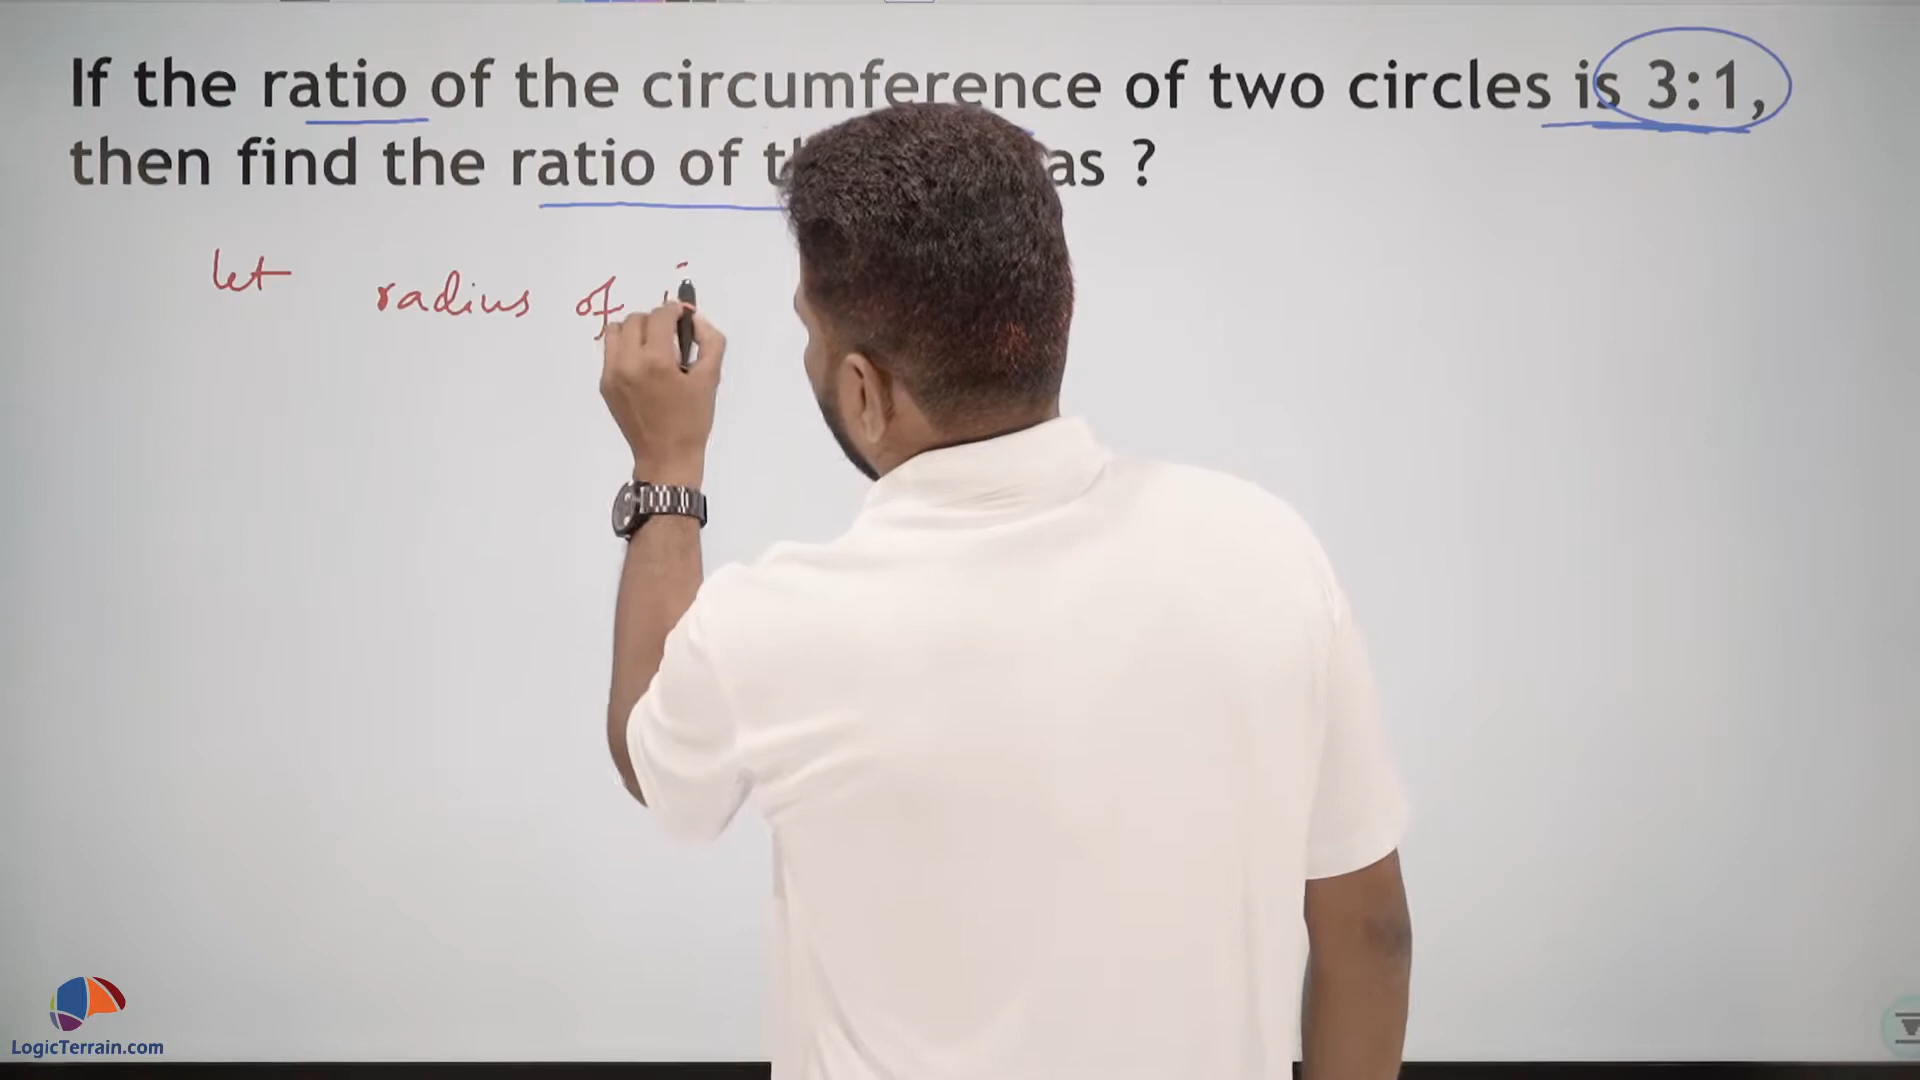 If the ratio of the circumference of two circles is 3:1,
then find the ratio of as ?
let radius of
LogicTerrain.com